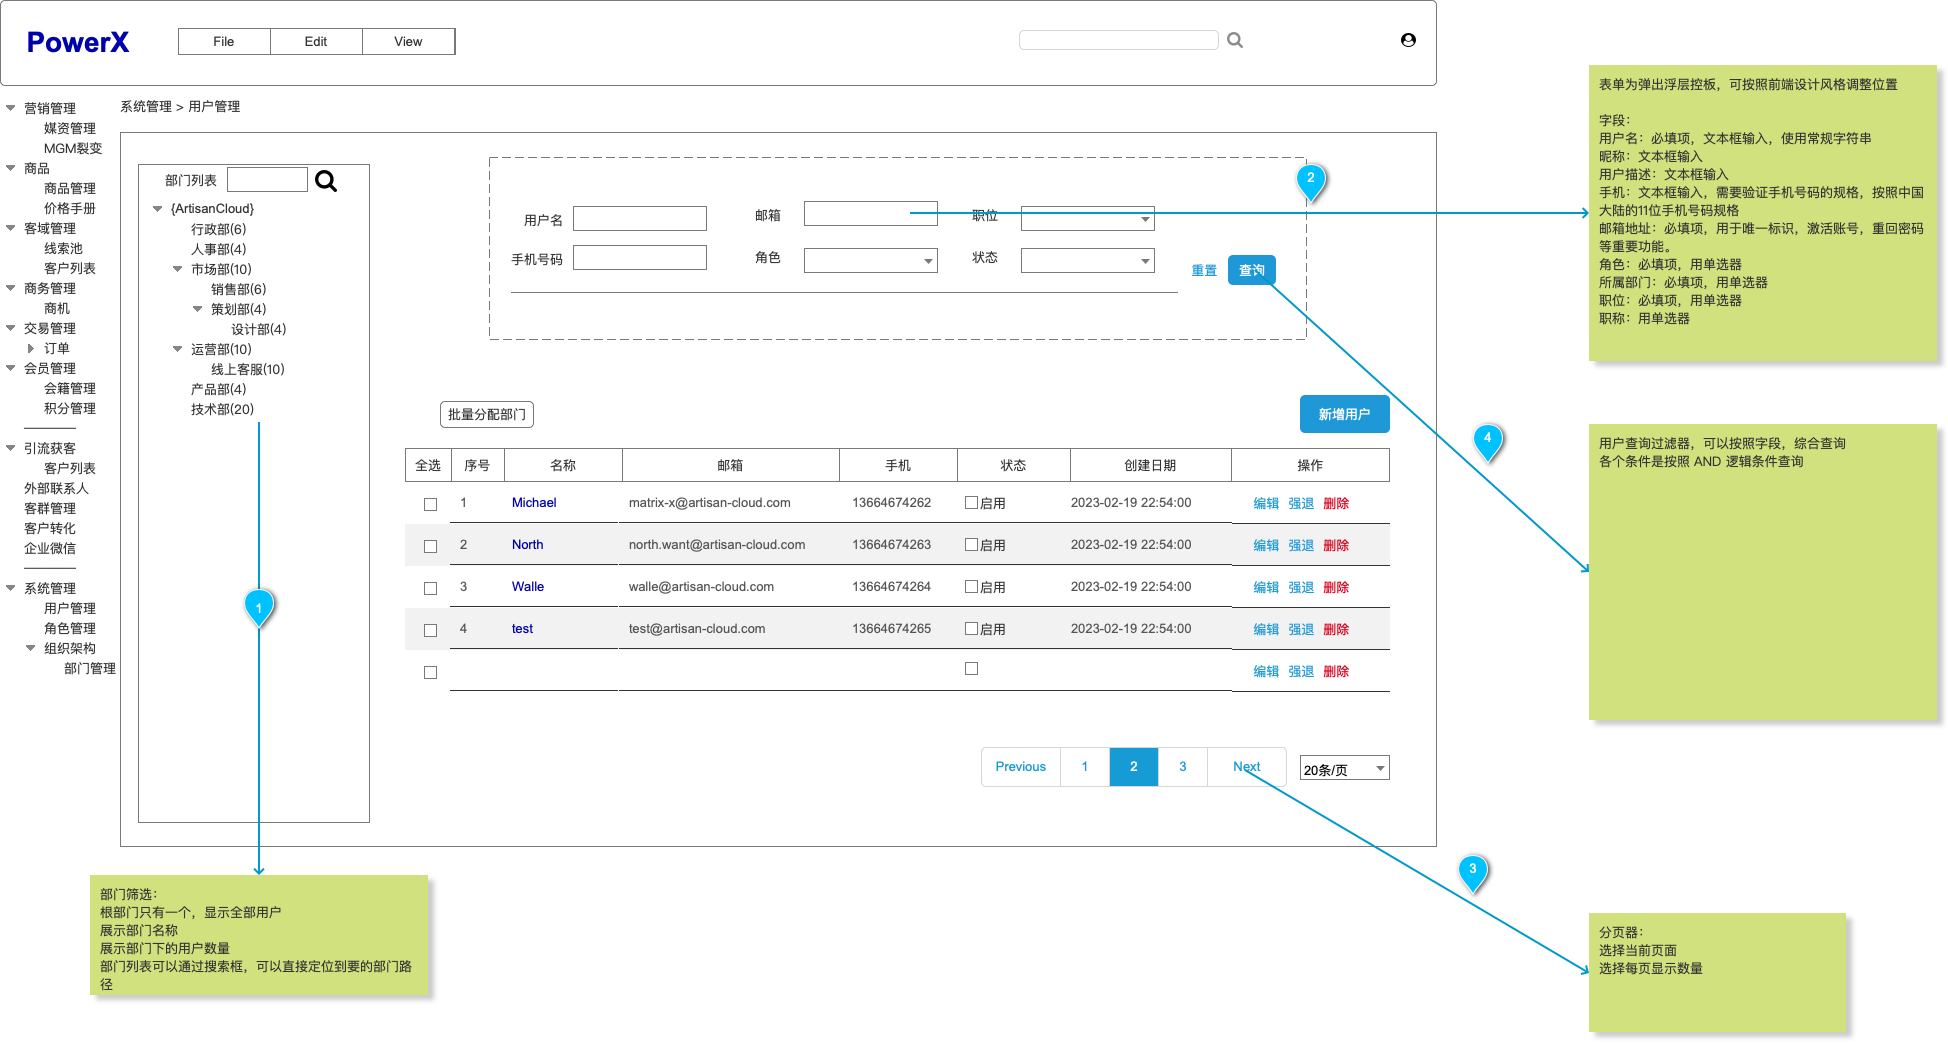 PowerX
File
Edit
View
营销管理
媒资管理
MGM裂变
商品
商品管理
价格手册
客域管理
线索池
客户列表
商务管理
商机
交易管理
订单
会员管理
会籍管理
积分管理
引流获客
客户列表
外部联系人
客群管理
客户转化
企业微信
系统管理
用户管理
角色管理
组织架构
部门管理
系统管理 > 用户管理
部门列表
{ArtisanCloud}
行政部(6)
人事部(4)
市场部(10)
销售部(6)
策划部(4)
设计部(4)
运营部(10)
线上客服(10)
产品部(4)
技术部(20)
1
用户名
邮箱
职位
手机号码
角色
状态
重置
查询
2
批量分配部门
新增用户
4
全选 序号 名称 邮箱 手机 状态 创建日期 操作
1 Michael matrix-x@artisan-cloud.com 13664674262 启用 2023-02-19 22:54:00 编辑 强退 删除
2 North north.want@artisan-cloud.com 13664674263 启用 2023-02-19 22:54:00 编辑 强退 删除
3 Walle walle@artisan-cloud.com 13664674264 启用 2023-02-19 22:54:00 编辑 强退 删除
4 test test@artisan-cloud.com 13664674265 启用 2023-02-19 22:54:00 编辑 强退 删除
编辑 强退 删除
Previous 1 2 3 Next
20条/页
3
表单为弹出浮层控板，可按照前端设计风格调整位置
字段：
用户名：必填项，文本框输入，使用常规字符串
昵称：文本框输入
用户描述：文本框输入
手机：文本框输入，需要验证手机号码的规格，按照中国
大陆的11位手机号码规格
邮箱地址：必填项，用于唯一标识，激活账号，重回密码
等重要功能。
角色：必填项，用单选器
所属部门：必填项，用单选器
职位：必填项，用单选器
职称：用单选器
用户查询过滤器，可以按照字段，综合查询
各个条件是按照 AND 逻辑条件查询
分页器：
选择当前页面
选择每页显示数量
部门筛选：
根部门只有一个，显示全部用户
展示部门名称
展示部门下的用户数量
部门列表可以通过搜索框，可以直接定位到要的部门路
径